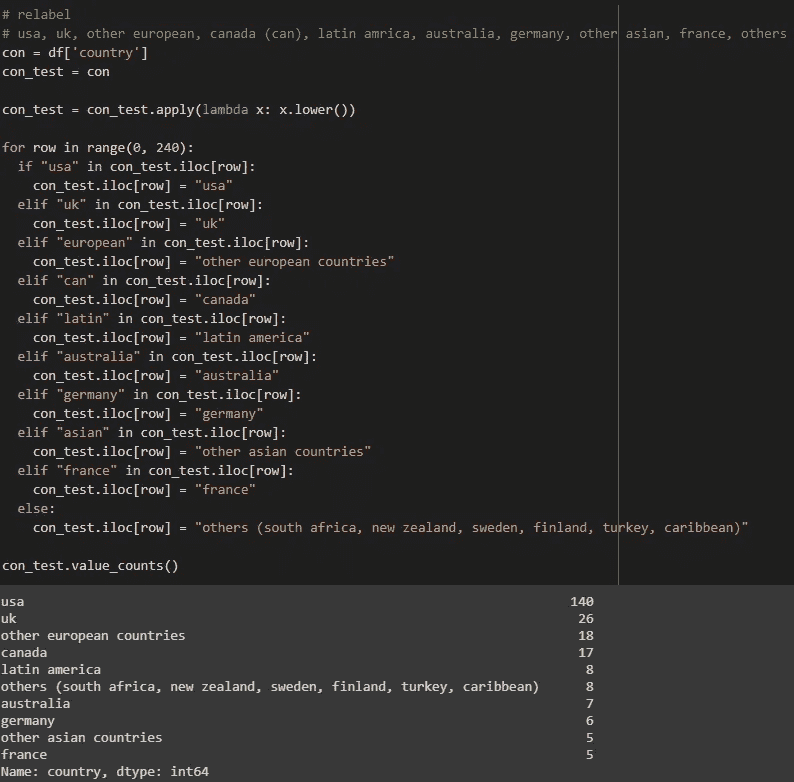 # relabel
# usa, uk, other european, canada (can), latin amrica, australia, germany, other asian, france, others
con = df['country']
con_test = con

con_test = con_test.apply(lambda x: x.lower())

for row in range(0, 240):
  if "usa" in con_test.iloc[row]:
    con_test.iloc[row] = "usa"
  elif "uk" in con_test.iloc[row]:
    con_test.iloc[row] = "uk"
  elif "european" in con_test.iloc[row]:
    con_test.iloc[row] = "other european countries"
  elif "can" in con_test.iloc[row]:
    con_test.iloc[row] = "canada"
  elif "latin" in con_test.iloc[row]:
    con_test.iloc[row] = "latin america"
  elif "australia" in con_test.iloc[row]:
    con_test.iloc[row] = "australia"
  elif "germany" in con_test.iloc[row]:
    con_test.iloc[row] = "germany"
  elif "asian" in con_test.iloc[row]:
    con_test.iloc[row] = "other asian countries"
  elif "france" in con_test.iloc[row]:
    con_test.iloc[row] = "france"
  else:
    con_test.iloc[row] = "others (south africa, new zealand, sweden, finland, turkey, caribbean)"

con_test.value_counts()
usa 140
uk 26
other european countries 18
canada 17
latin america 8
others (south africa, new zealand, sweden, finland, turkey, caribbean) 8
australia 7
germany 6
other asian countries 5
france 5
Name: country, dtype: int64